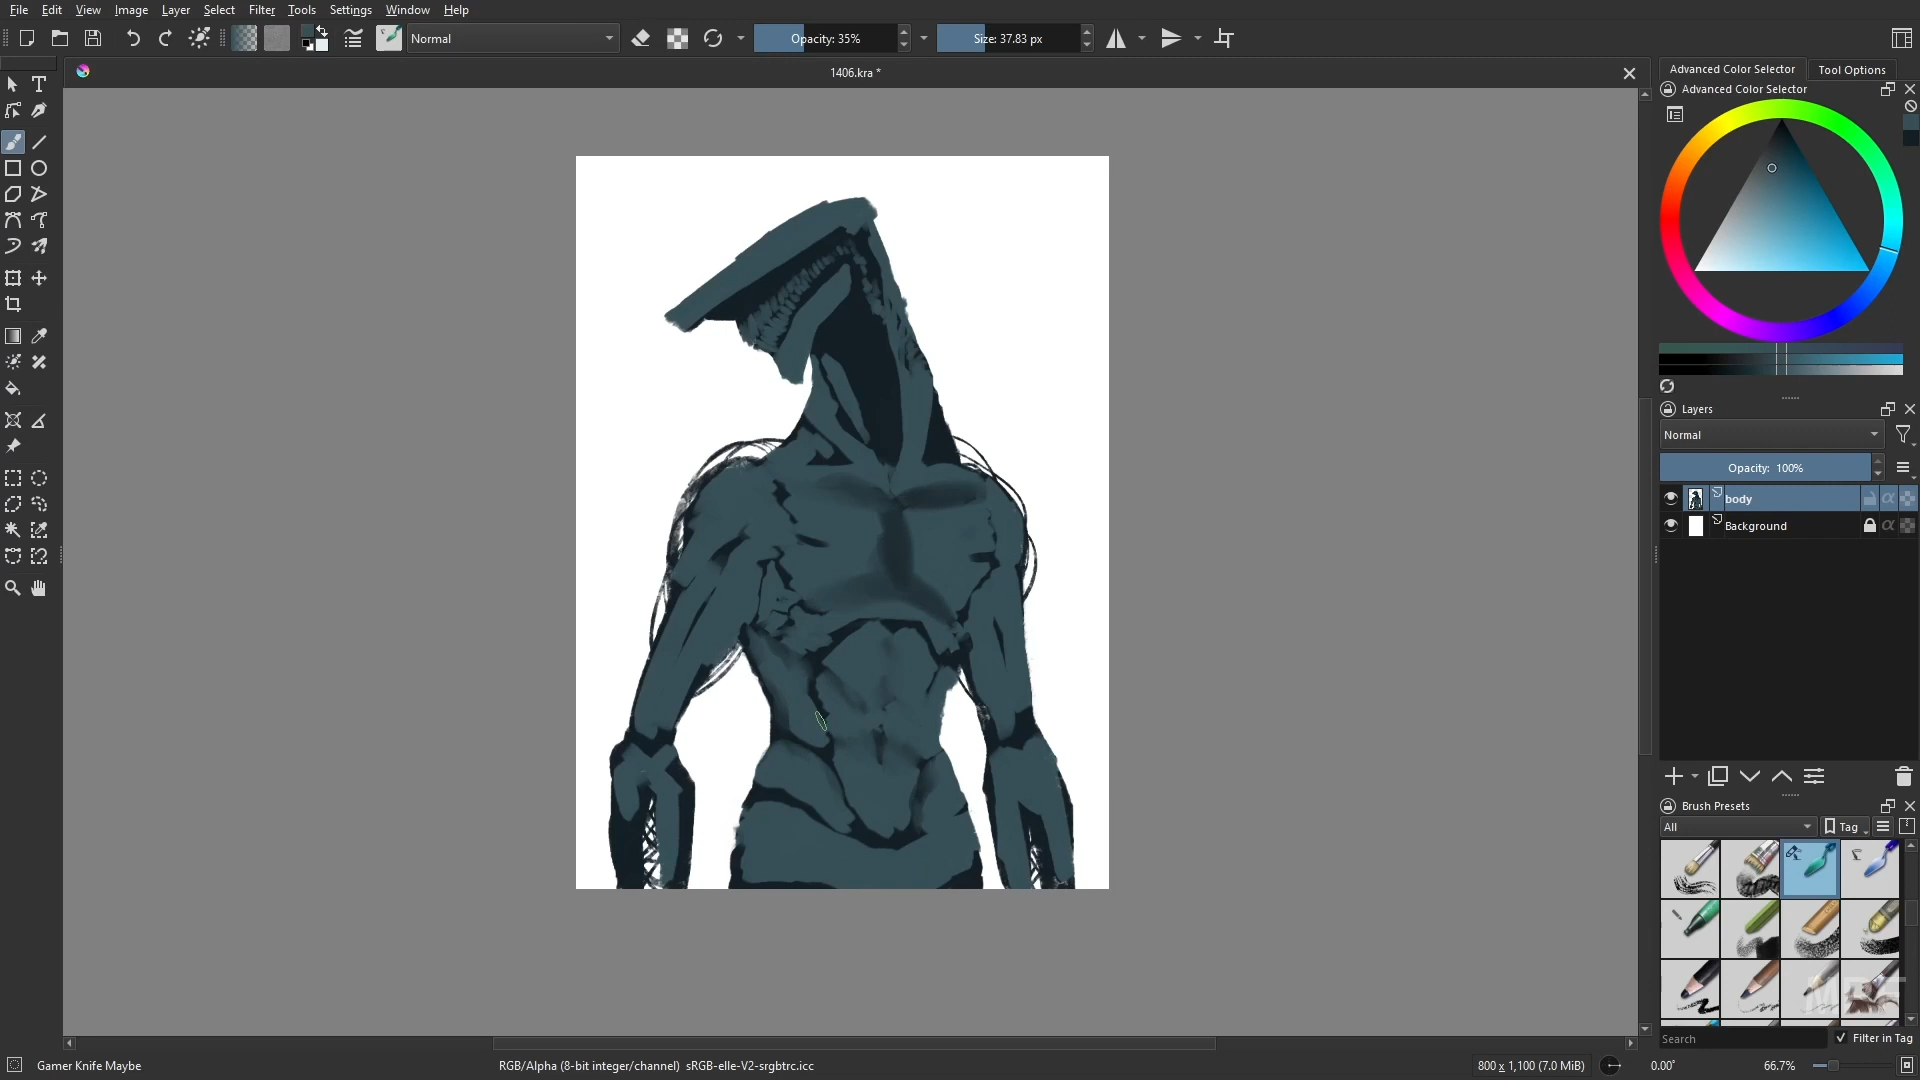 File Edit View Image Layer Select Filter Tools Settings Window Help
Normal
Opacity: 35%
Size: 37.83 px
1406.kra *
Advanced Color Selector
Tool Options
Advanced Color Selector
Layers
Normal
Opacity: 100%
body
Background
Brush Presets
All
Tag
Search
Filter in Tag
Gamer Knife Maybe
RGB/Alpha (8-bit integer/channel) sRGB-elle-V2-srgbtrc.icc
800 x 1,100 (7.0 MiB)
0.00°
66.7%